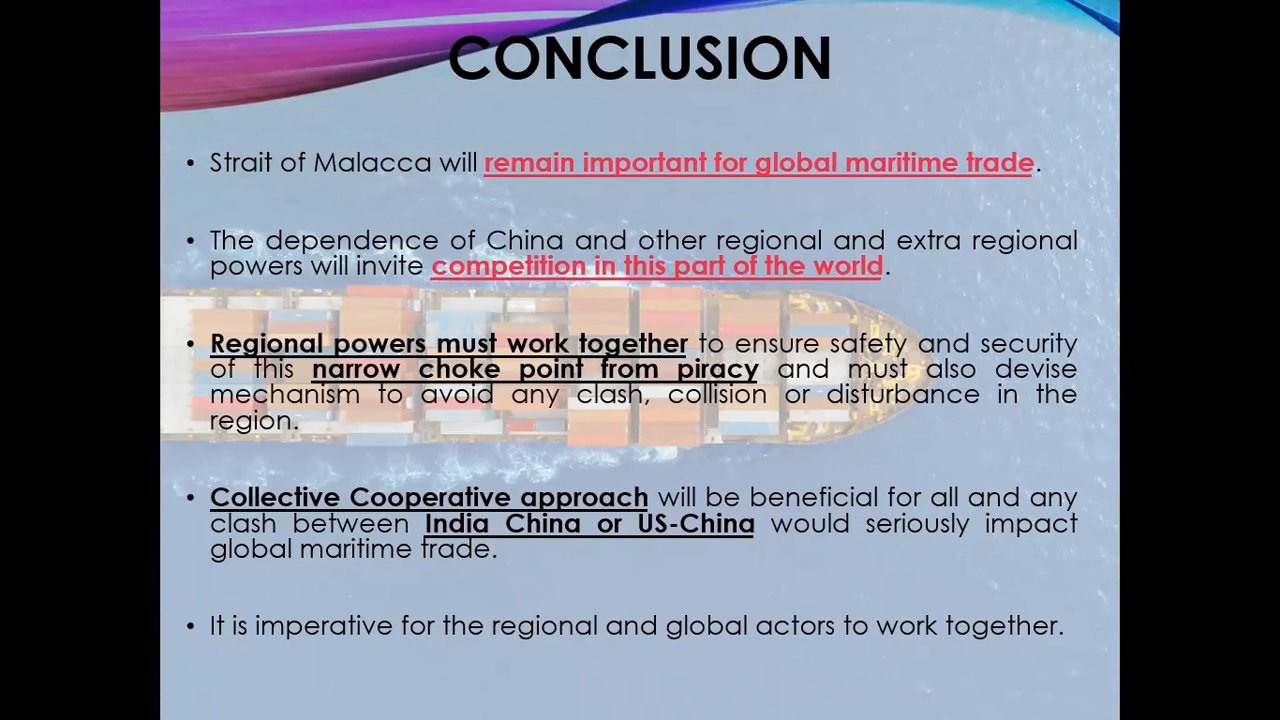 CONCLUSION
• Strait of Malacca will remain important for global maritime trade.
• The dependence of China and other regional and extra regional
powers will invite competition in this part of the world.
• Regional powers must work together to ensure safety and security
of this narrow choke point from piracy and must also devise
mechanism to avoid any clash, collision or disturbance in the
region.
• Collective Cooperative approach will be beneficial for all and any
clash between India China or US-China would seriously impact
global maritime trade.
• It is imperative for the regional and global actors to work together.